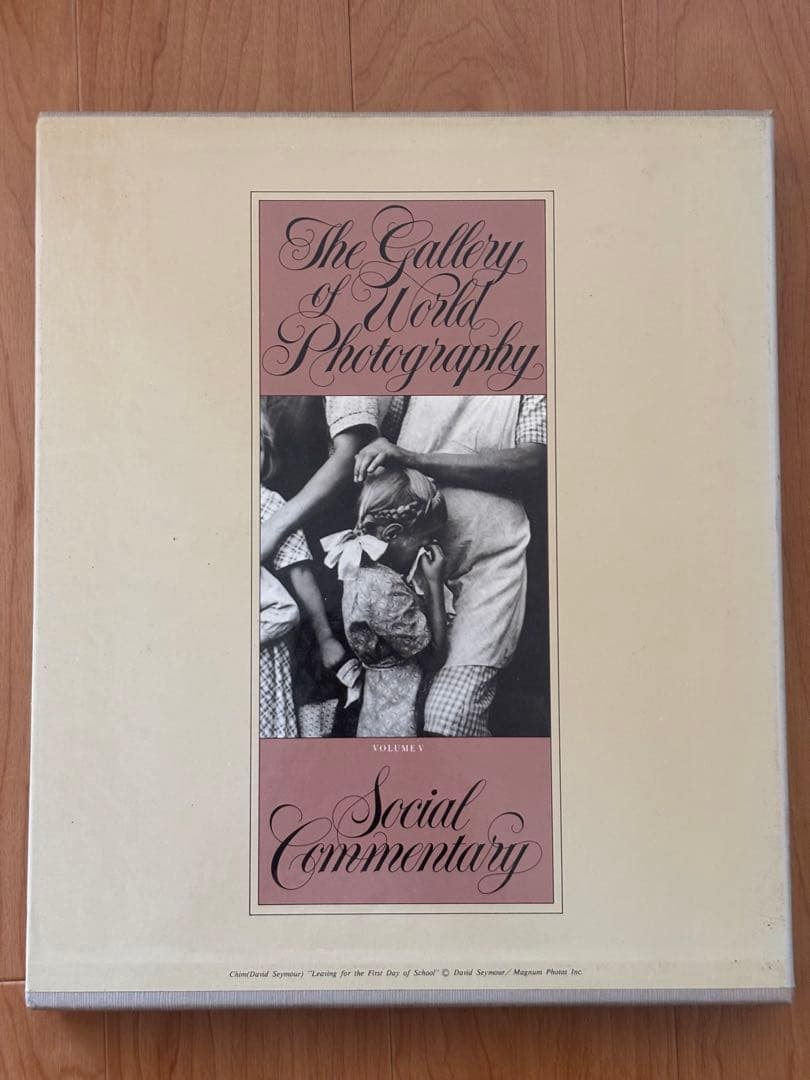 The Gallery
of World
Photography
VOLUME V
Social
Commentary
Chim(David Seymour) "Leaving for the First Day of School" © David Seymour/ Magnum Photos Inc.